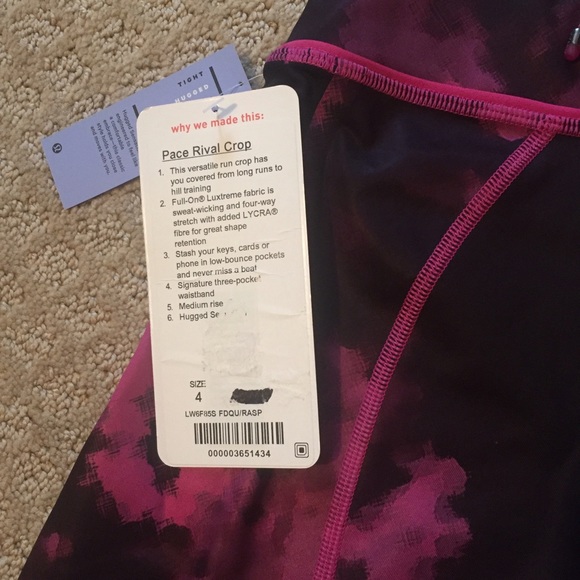 TIGHT
HUGGED
why we made this:
Pace Rival Crop
1. This versatile run crop has
you covered from long runs to
hill training
2. Full-On® Luxtreme fabric is
sweat-wicking and four-way
stretch with added LYCRA®
fibre for great shape
retention
3. Stash your keys, cards or
phone in low-bounce pockets
and never miss a beat
4. Signature three-pocket
waistband
5. Medium rise
6. Hugged Se
SIZE
4
LW6FII5S FDQU/RASP
000003651434